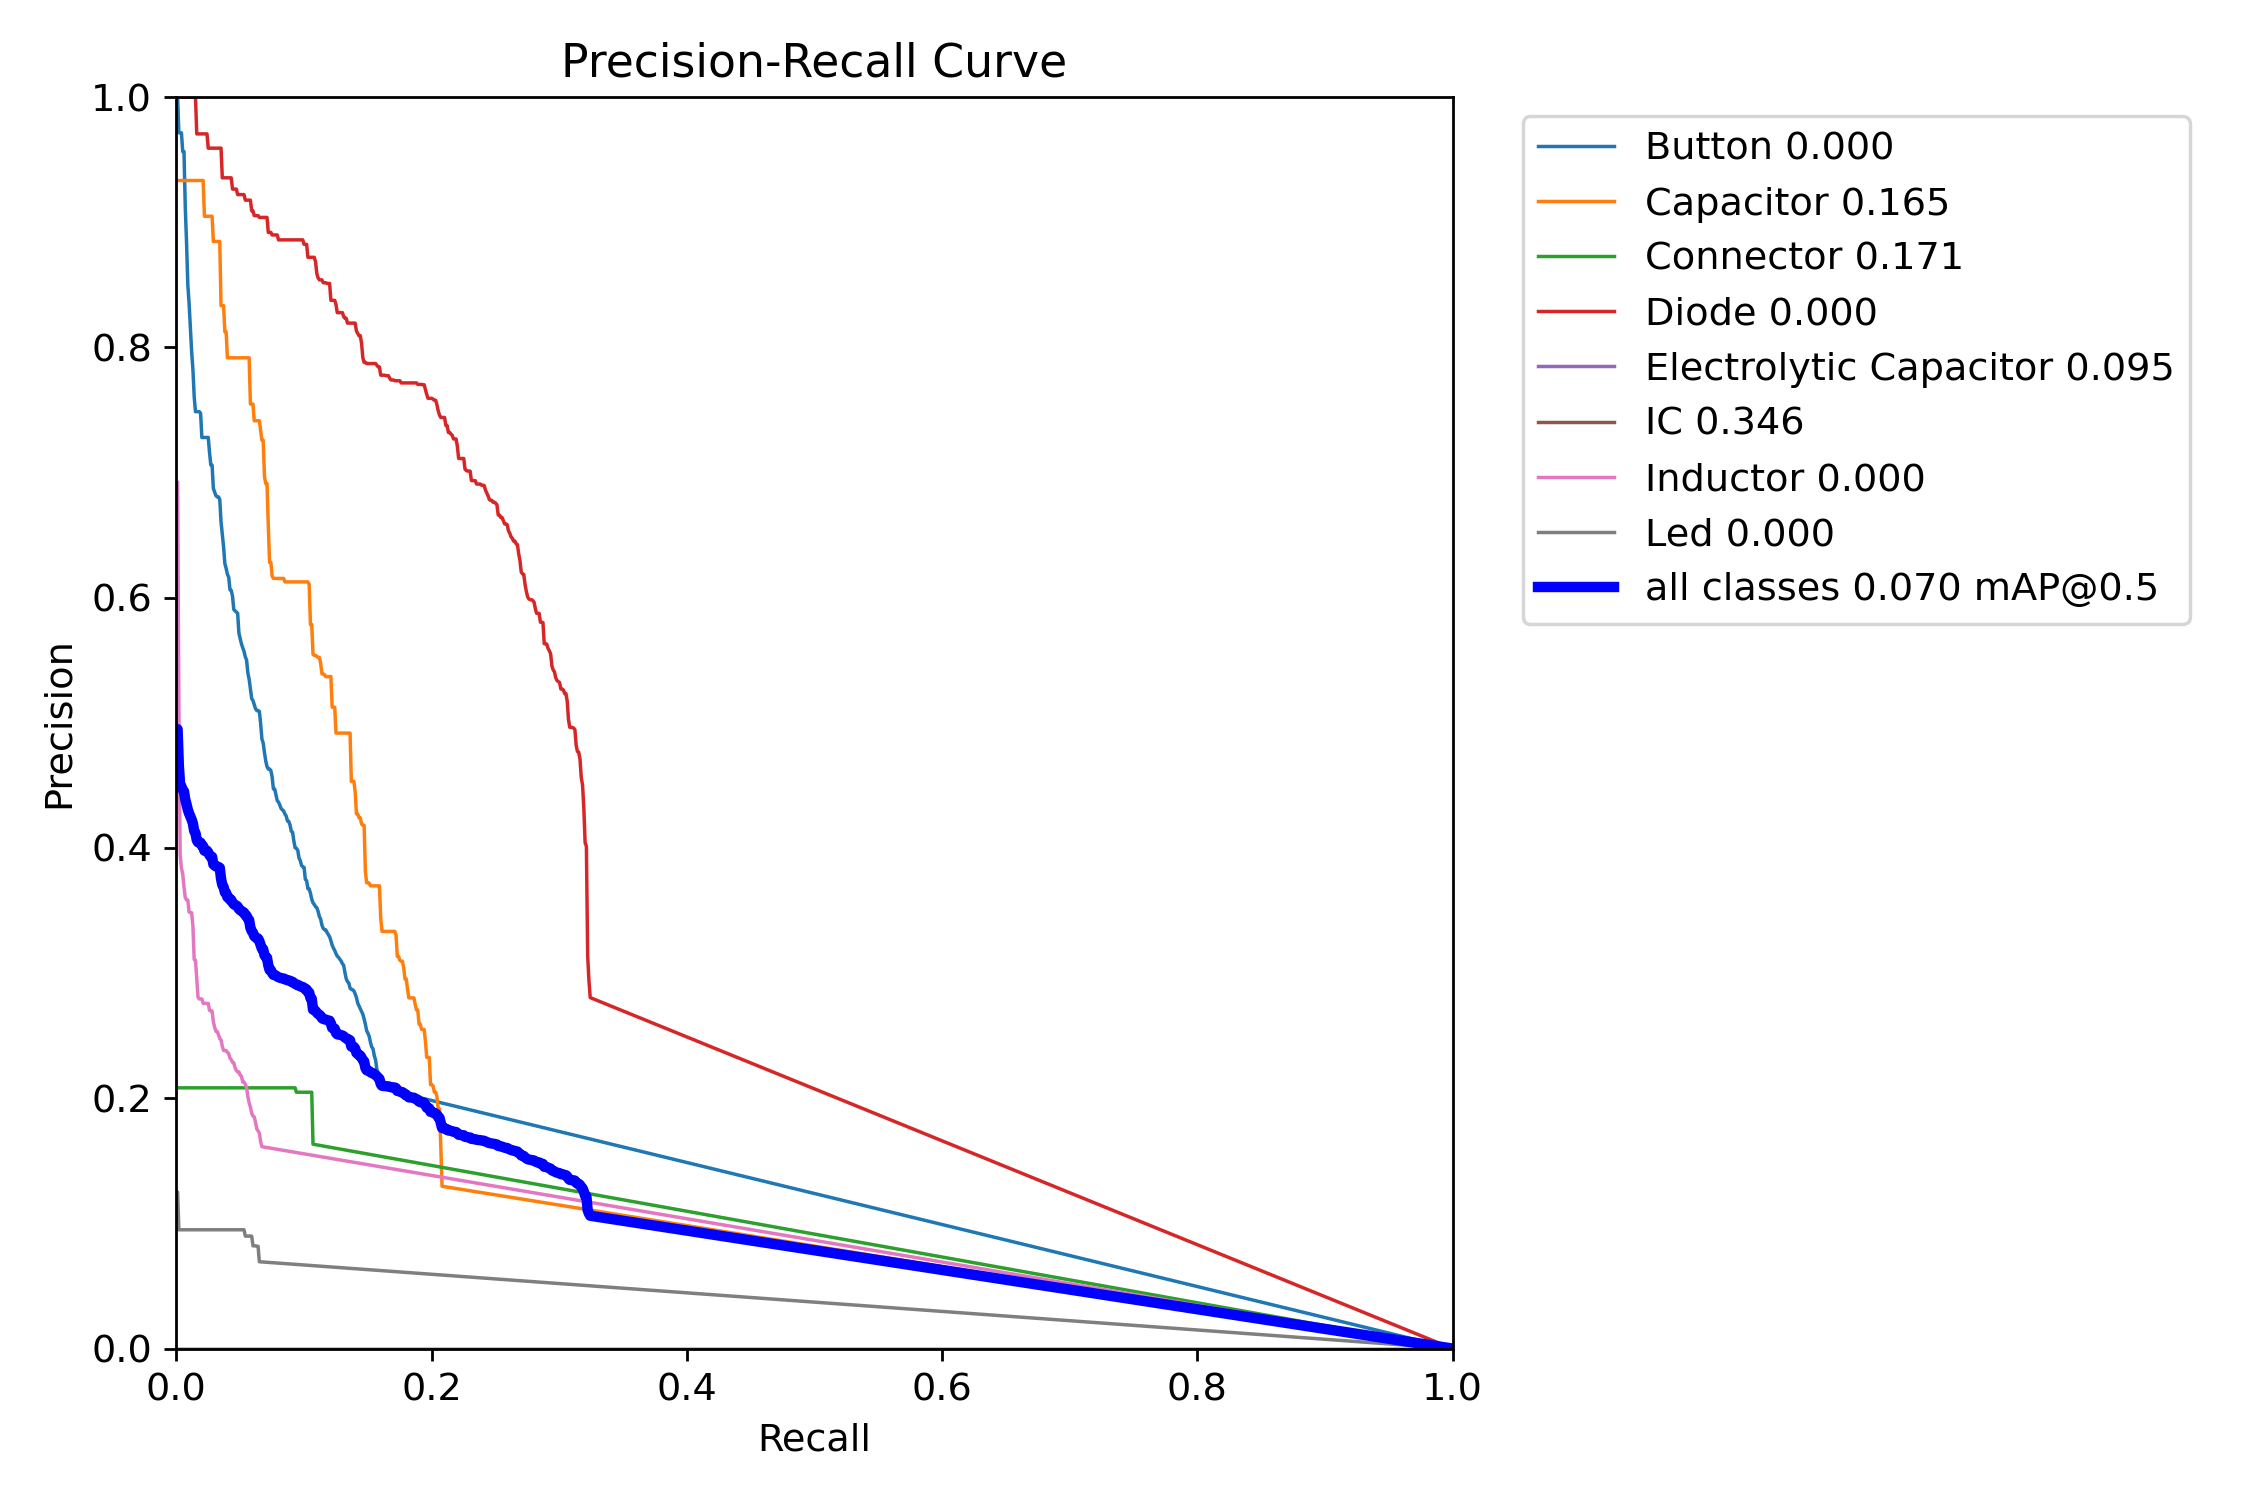 Precision-Recall Curve
1.0
0.8
0.6
0.4
0.2
0.0
Precision
0.0 0.2 0.4 0.6 0.8 1.0
Recall
Button 0.000
Capacitor 0.165
Connector 0.171
Diode 0.000
Electrolytic Capacitor 0.095
IC 0.346
Inductor 0.000
Led 0.000
all classes 0.070 mAP@0.5